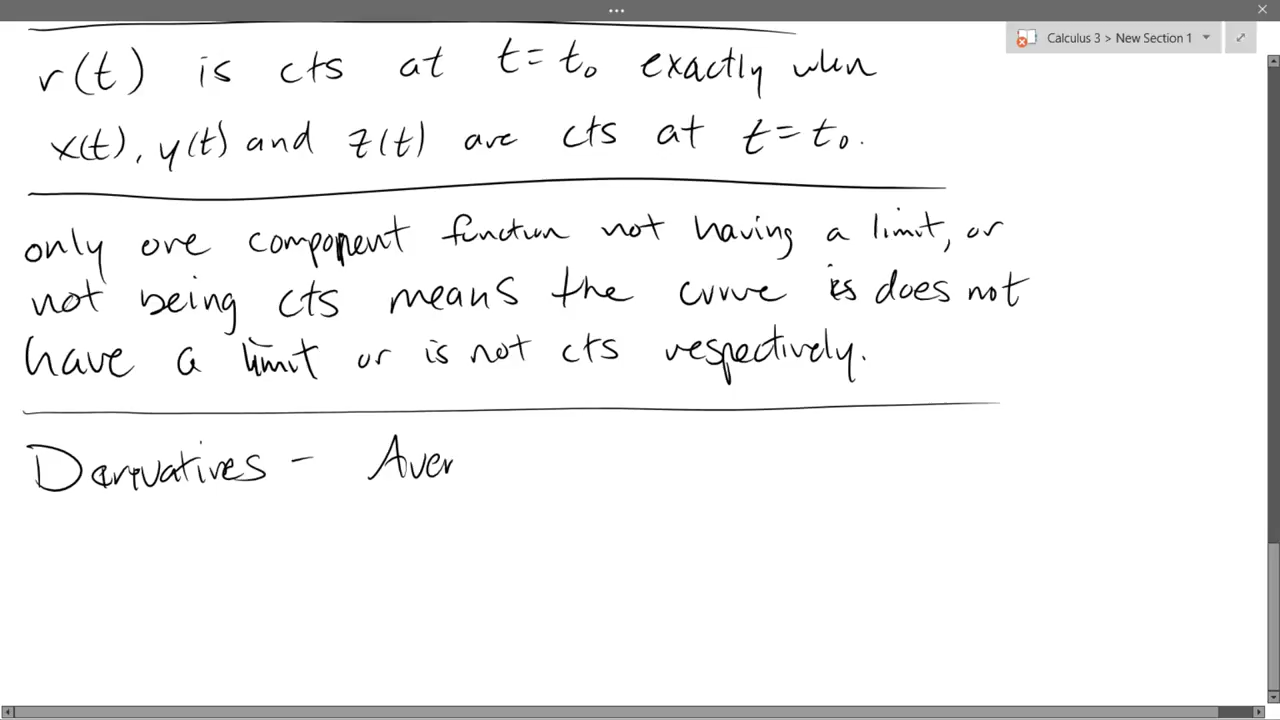 Calculus 3 > New Section 1
r(t) is cts at t=t₀ exactly when
x(t), y(t) and z(t) are cts at t=t₀.
only one component function not having a limit, or
not being cts means the curve is does not
have a limit or is not cts respectively.
Derivatives - Aver